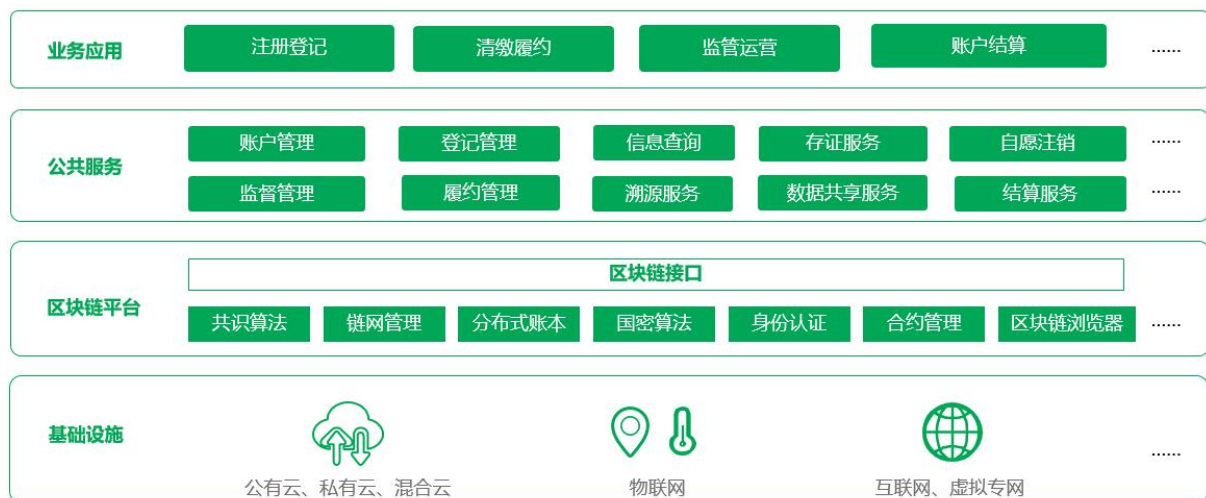 业务应用 注册登记 清缴履约 监管运营 账户结算 ......
公共服务
账户管理 登记管理 信息查询 存证服务 自愿注销 ......
监督管理 履约管理 溯源服务 数据共享服务 结算服务 ......
区块链平台
区块链接口
共识算法 链网管理 分布式账本 国密算法 身份认证 合约管理 区块链浏览器 ......
基础设施
......
公有云、私有云、混合云 物联网 互联网、虚拟专网